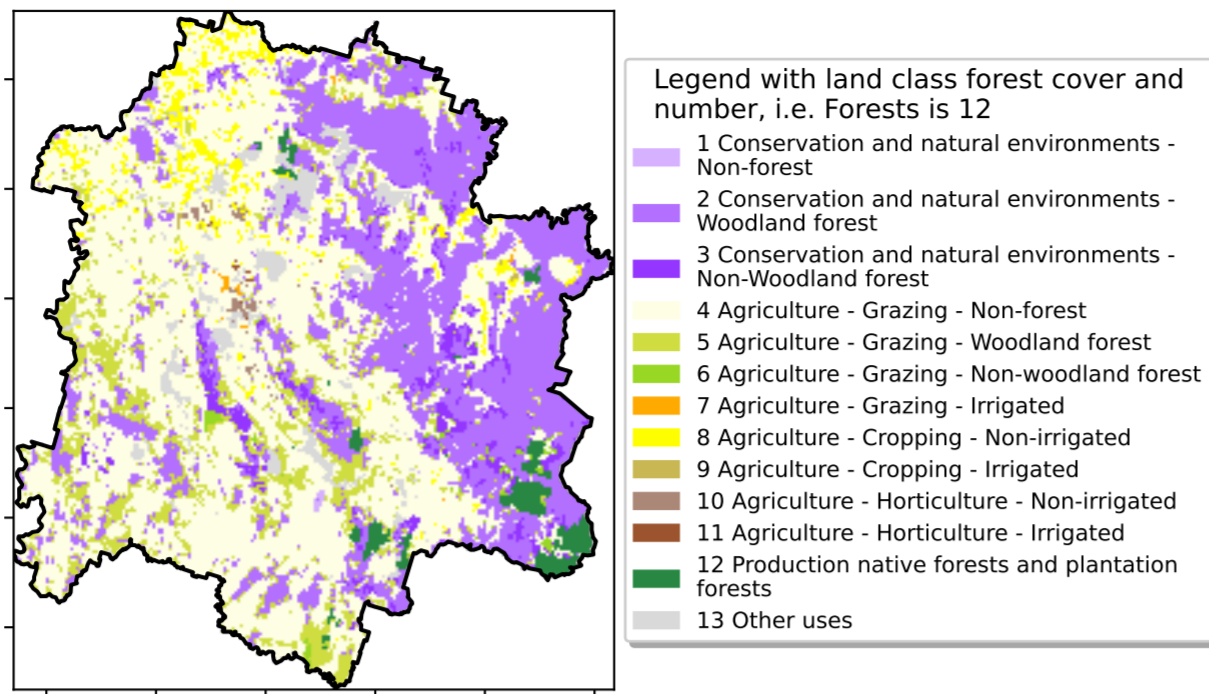 Legend with land class forest cover and
number, i.e. Forests is 12
1 Conservation and natural environments -
Non-forest
2 Conservation and natural environments -
Woodland forest
3 Conservation and natural environments -
Non-Woodland forest
4 Agriculture - Grazing - Non-forest
5 Agriculture - Grazing - Woodland forest
6 Agriculture - Grazing - Non-woodland forest
7 Agriculture - Grazing - Irrigated
8 Agriculture - Cropping - Non-irrigated
9 Agriculture - Cropping - Irrigated
10 Agriculture - Horticulture - Non-irrigated
11 Agriculture - Horticulture - Irrigated
12 Production native forests and plantation
forests
13 Other uses